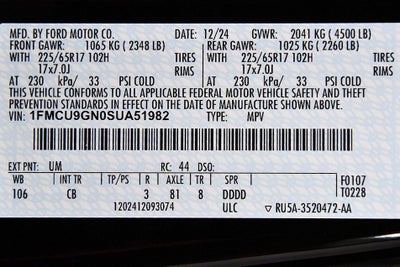 MFD. BY FORD MOTOR CO. 12/24 GVWR: 2041 KG ( 4500 LB)
FRONT GAWR: 1065 KG ( 2348 LB) REAR GAWR: 1025 KG ( 2260 LB)
WITH 225/65R17 102H TIRES WITH 225/65R17 102H TIRES
17x7.0J RIMS 17x7.0J RIMS
AT 230 kPa/ 33 PSI COLD AT 230 kPa/ 33 PSI COLD
THIS VEHICLE CONFORMS TO ALL APPLICABLE FEDERAL MOTOR VEHICLE SAFETY AND THEFT
PREVENTION STANDARDS IN EFFECT ON THE DATE OF MANUFACTURE SHOWN ABOVE.
VIN: 1FMCU9GN0SUA51982 TYPE: MPV
EXT PNT: UM RC: 44 DSO:
WB INT TR TP/PS R AXLE TR SPR F0107
106 CB 3 81 8 DDDD T0228
1202412093074 ULC ▽ RU5A-3520472-AA